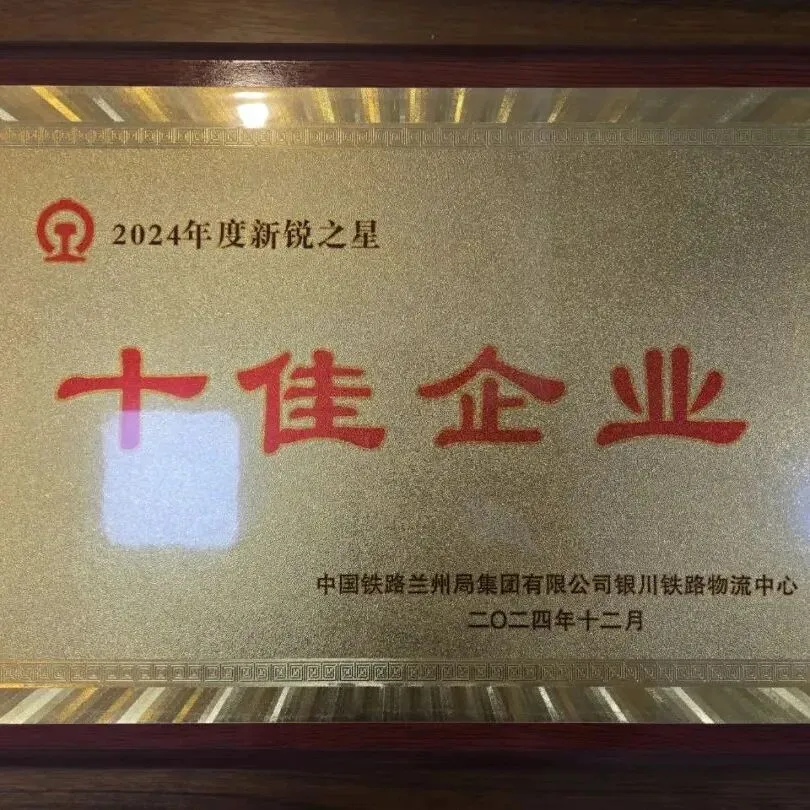 2024年度新锐之星
十佳企业
中国铁路兰州局集团有限公司银川铁路物流中心
二〇二四年十二月